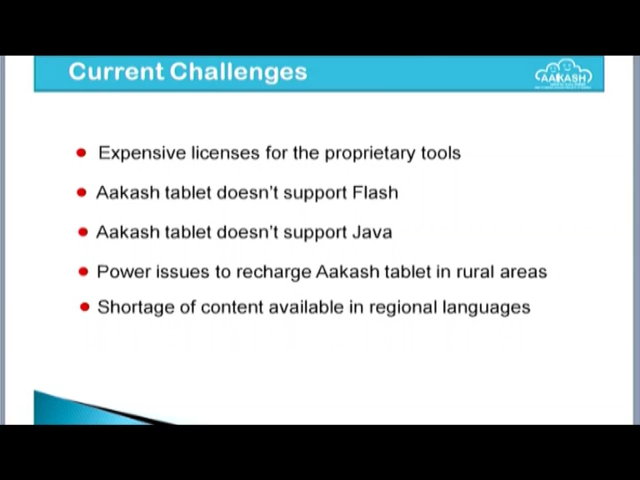 Current Challenges
AAKASH
Expensive licenses for the proprietary tools
Aakash tablet doesn't support Flash
Aakash tablet doesn't support Java
Power issues to recharge Aakash tablet in rural areas
Shortage of content available in regional languages